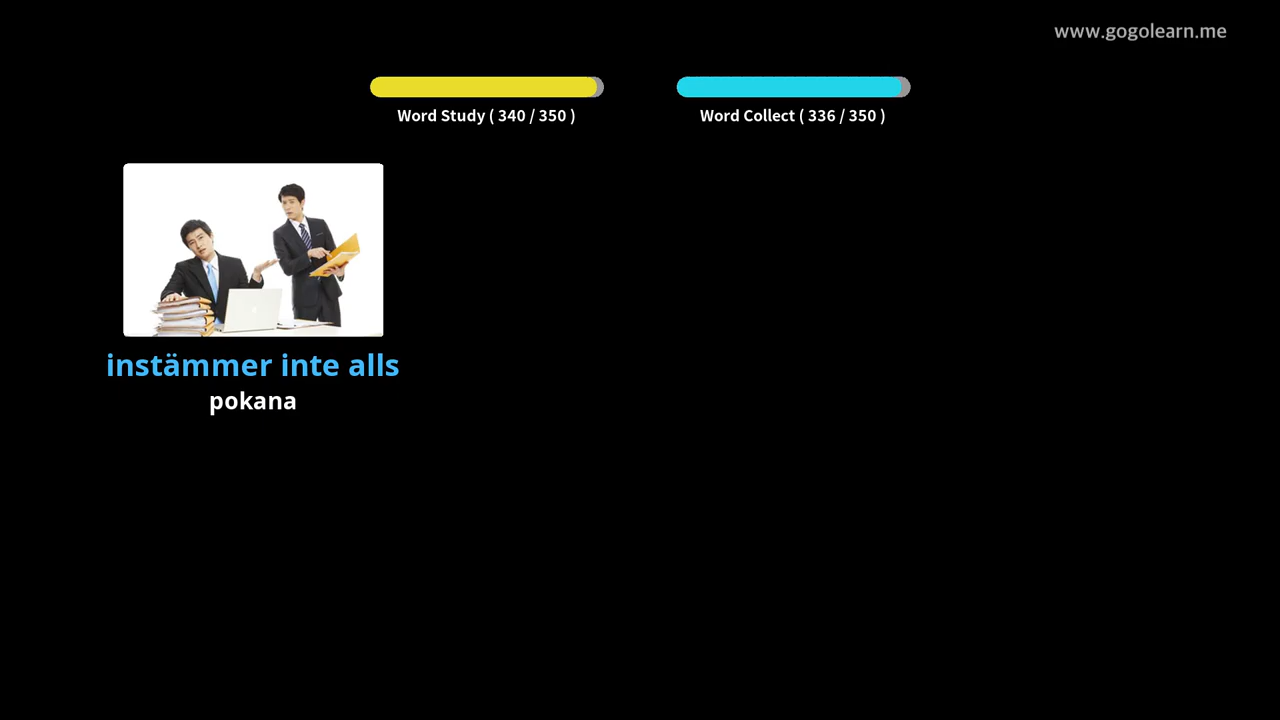 www.gogolearn.me
Word Study ( 340 / 350 )
Word Collect ( 336 / 350 )
instämmer inte alls
pokana